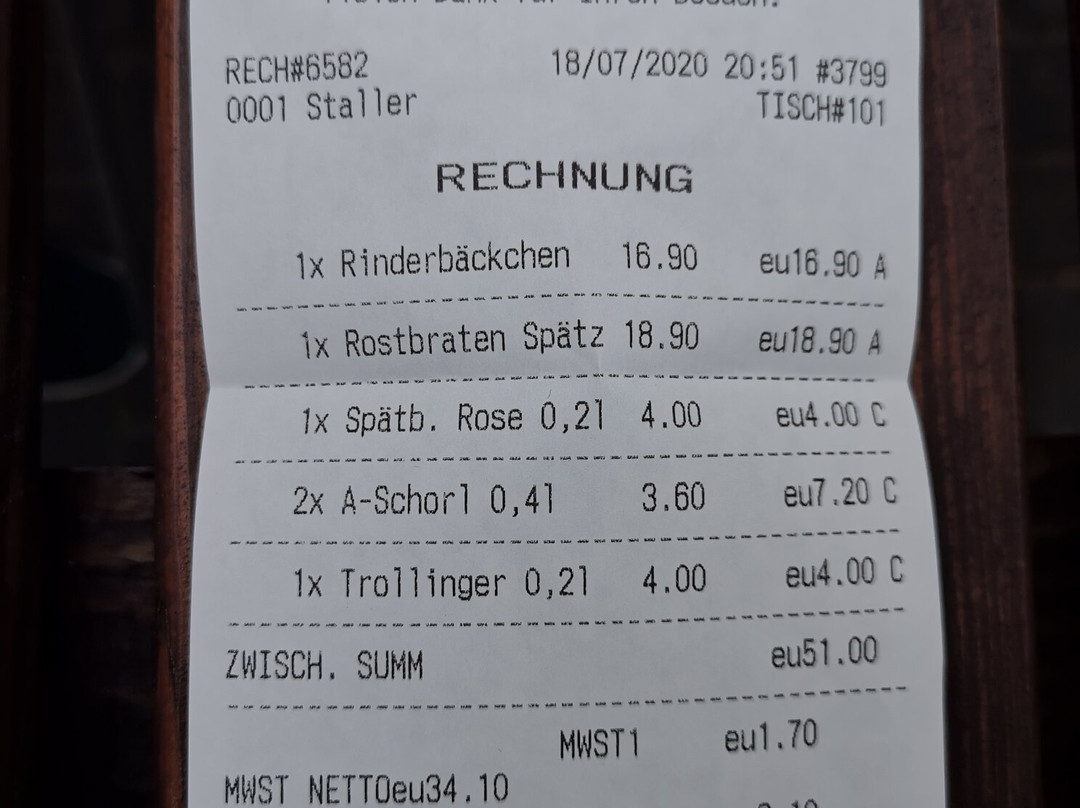 RECH#6582 18/07/2020 20:51 #3799
0001 Staller TISCH#101
RECHNUNG
1x Rinderbäckchen 16.90 eu16.90 A
1x Rostbraten Spätz 18.90 eu18.90 A
1x Spätb. Rose 0,2l 4.00 eu4.00 C
2x A-Schorl 0,4l 3.60 eu7.20 C
1x Trollinger 0,2l 4.00 eu4.00 C
ZWISCH. SUMM eu51.00
MWST1 eu1.70
MWST NETTOeu34.10